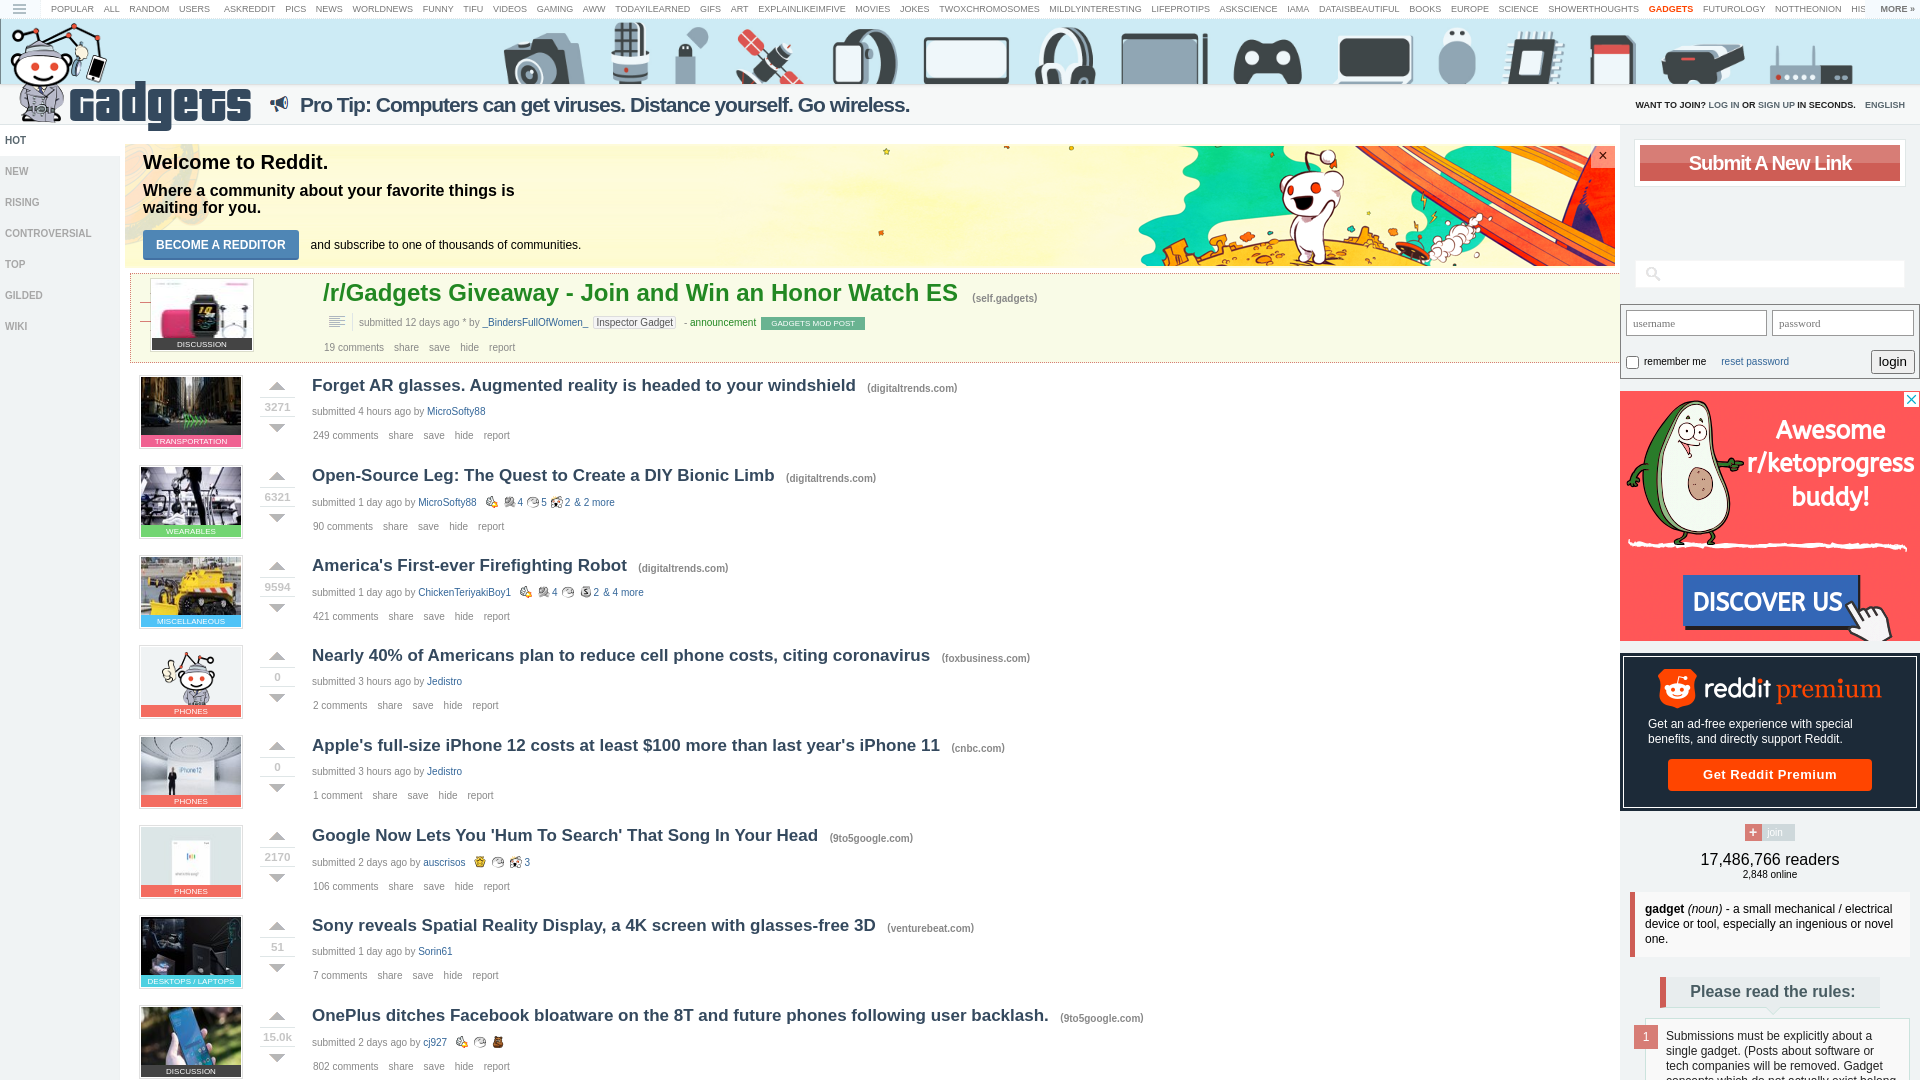 POPULAR ALL RANDOM USERS ASKREDDIT PICS NEWS WORLDNEWS FUNNY TIFU VIDEOS GAMING AWW TODAYILEARNED GIFS ART EXPLAINLIKEIMFIVE MOVIES JOKES TWOXCHROMOSOMES MILDLYINTERESTING LIFEPROTIPS ASKSCIENCE IAMA DATAISBEAUTIFUL BOOKS EUROPE SCIENCE SHOWERTHOUGHTS GADGETS FUTUROLOGY NOTTHEONION HIS MORE »
Gadgets
Pro Tip: Computers can get viruses. Distance yourself. Go wireless.
WANT TO JOIN? LOG IN OR SIGN UP IN SECONDS. ENGLISH
HOT
NEW
RISING
CONTROVERSIAL
TOP
GILDED
WIKI
Welcome to Reddit.
Where a community about your favorite things is
waiting for you.
BECOME A REDDITOR and subscribe to one of thousands of communities.
×
/r/Gadgets Giveaway - Join and Win an Honor Watch ES (self.gadgets)
submitted 12 days ago * by _BindersFullOfWomen_ Inspector Gadget - announcement GADGETS MOD POST
DISCUSSION
19 comments share save hide report
Forget AR glasses. Augmented reality is headed to your windshield (digitaltrends.com)
3271
submitted 4 hours ago by MicroSofty88
249 comments share save hide report
TRANSPORTATION
Open-Source Leg: The Quest to Create a DIY Bionic Limb (digitaltrends.com)
6321
submitted 1 day ago by MicroSofty88 4 5 2 & 2 more
90 comments share save hide report
WEARABLES
America's First-ever Firefighting Robot (digitaltrends.com)
9594
submitted 1 day ago by ChickenTeriyakiBoy1 4 2 & 4 more
421 comments share save hide report
MISCELLANEOUS
Nearly 40% of Americans plan to reduce cell phone costs, citing coronavirus (foxbusiness.com)
0
submitted 3 hours ago by Jedistro
2 comments share save hide report
PHONES
Apple's full-size iPhone 12 costs at least $100 more than last year's iPhone 11 (cnbc.com)
iPhone 12
0
submitted 3 hours ago by Jedistro
1 comment share save hide report
PHONES
Google Now Lets You 'Hum To Search' That Song In Your Head (9to5google.com)
2170
submitted 2 days ago by auscrisos 3
106 comments share save hide report
PHONES
Sony reveals Spatial Reality Display, a 4K screen with glasses-free 3D (venturebeat.com)
51
submitted 1 day ago by Sorin61
7 comments share save hide report
DESKTOPS / LAPTOPS
OnePlus ditches Facebook bloatware on the 8T and future phones following user backlash. (9to5google.com)
15.0k
submitted 2 days ago by cj927
802 comments share save hide report
DISCUSSION
Submit A New Link
username password
remember me reset password login
Awesome
r/ketoprogress
buddy!
DISCOVER US
reddit premium
Get an ad-free experience with special
benefits, and directly support Reddit.
Get Reddit Premium
+ join
17,486,766 readers
2,848 online
gadget (noun) - a small mechanical / electrical
device or tool, especially an ingenious or novel
one.
Please read the rules:
1 Submissions must be explicitly about a
single gadget. (Posts about software or
tech companies will be removed. Gadget
concepts which do not actually exist belong